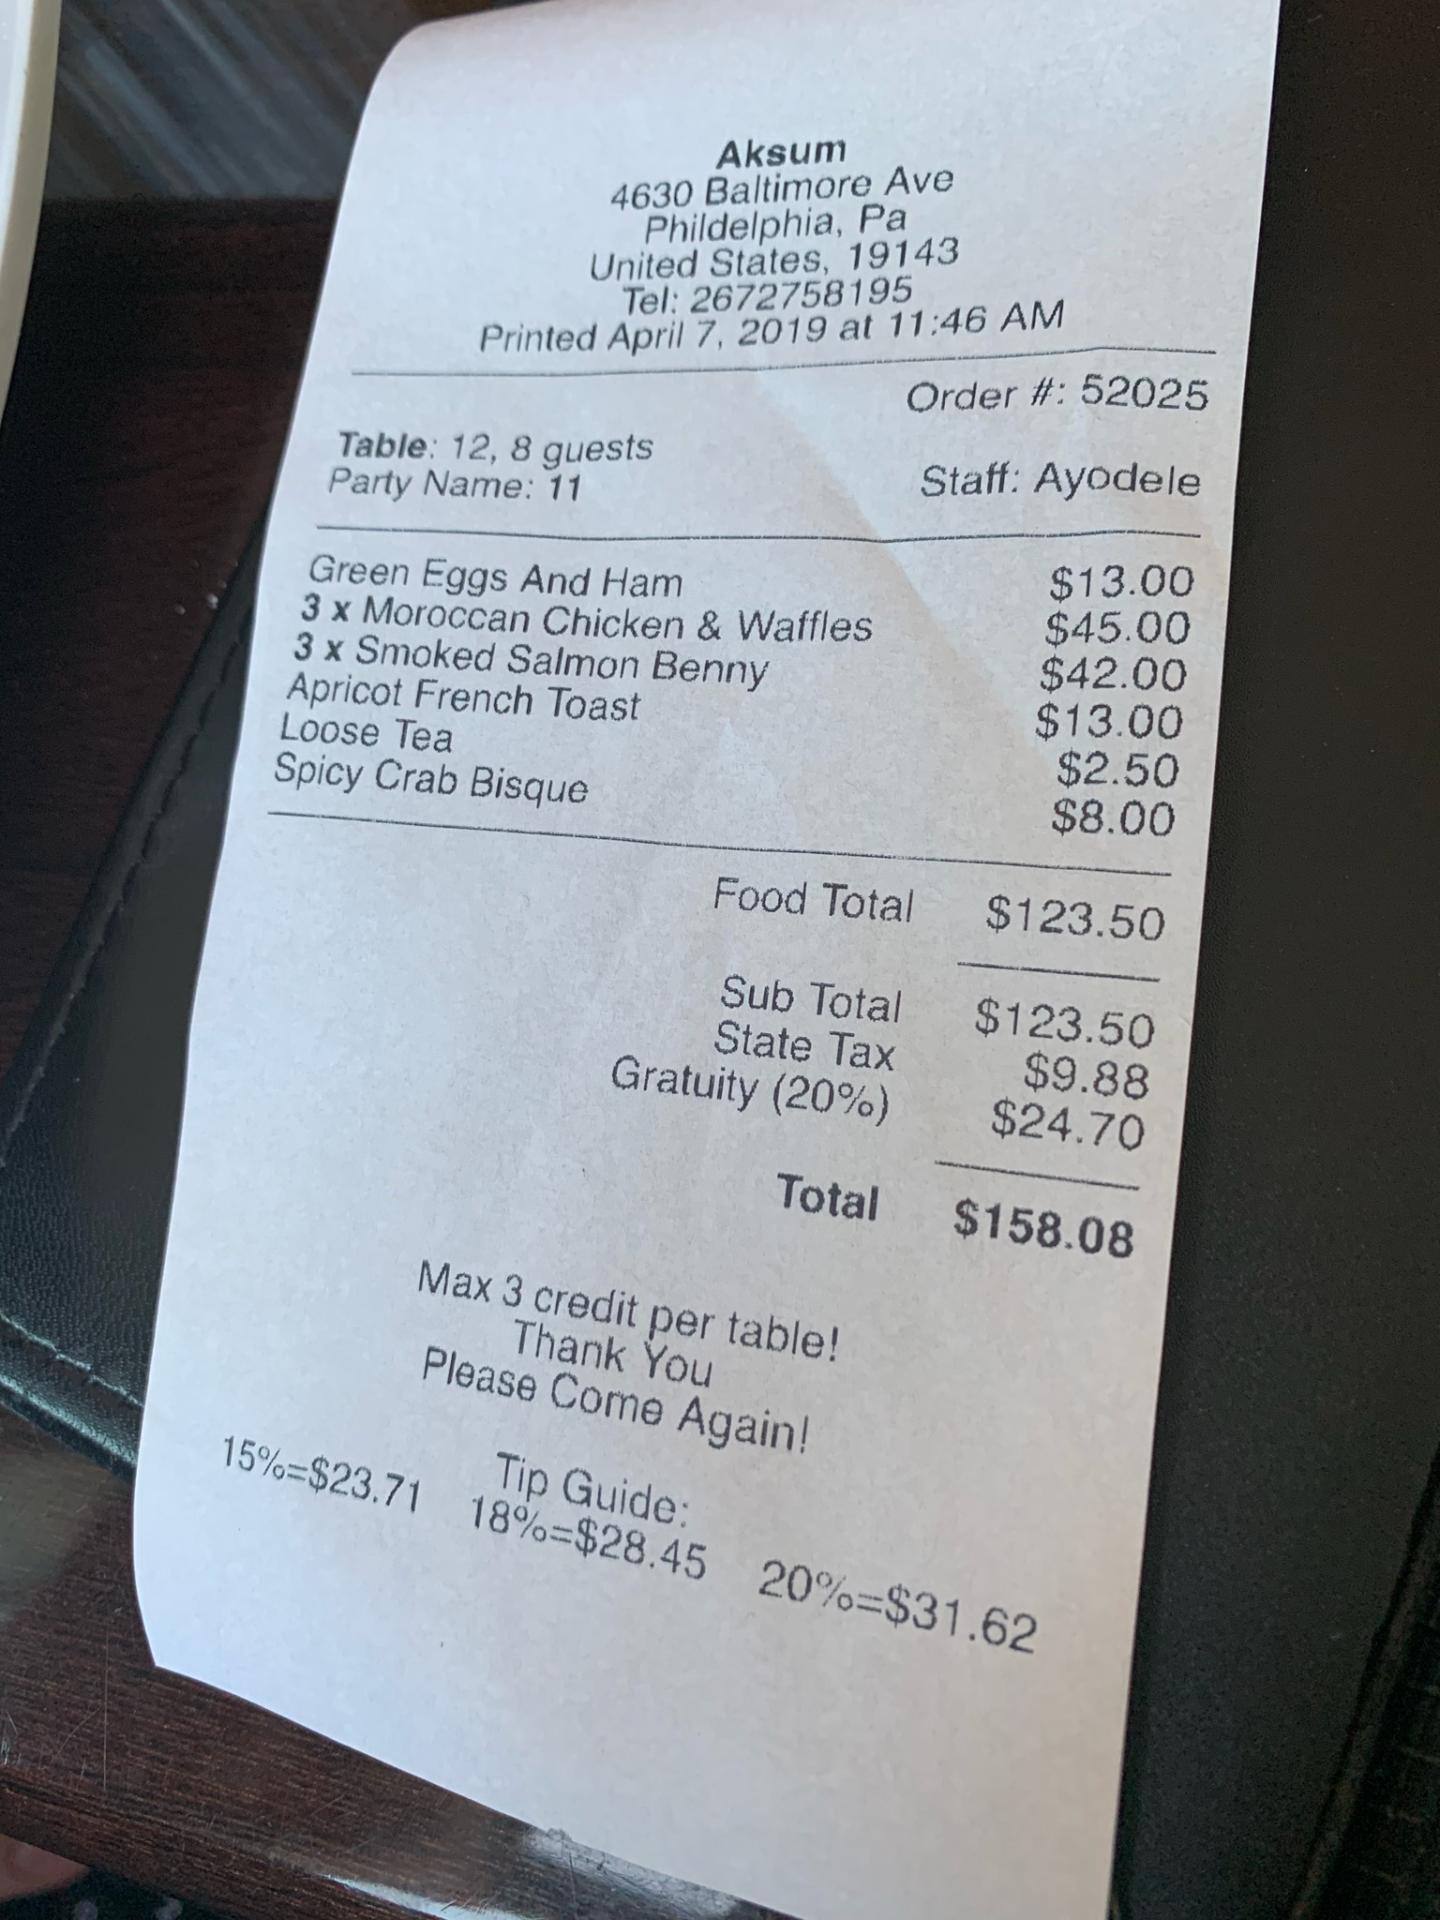 Aksum
4630 Baltimore Ave
Phildelphia, Pa
United States, 19143
Tel: 2672758195
Printed April 7, 2019 at 11:46 AM
Order #: 52025
Table: 12, 8 guests
Party Name: 11
Staff: Ayodele
Green Eggs And Ham $13.00
3 x Moroccan Chicken & Waffles $45.00
3 x Smoked Salmon Benny $42.00
Apricot French Toast $13.00
Loose Tea $2.50
Spicy Crab Bisque $8.00
Food Total $123.50
Sub Total $123.50
State Tax $9.88
Gratuity (20%) $24.70
Total $158.08
Max 3 credit per table!
Thank You
Please Come Again!
Tip Guide:
15%=$23.71 18%=$28.45 20%=$31.62